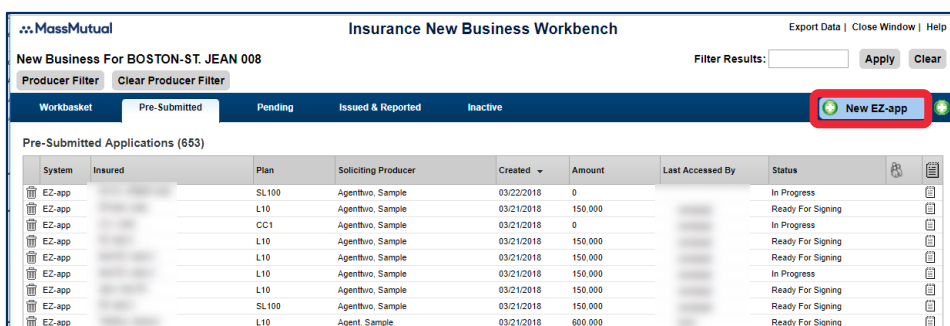 MassMutual Insurance New Business Workbench Export Data | Close Window | Help
New Business For BOSTON-ST. JEAN 008 Filter Results: Apply Clear
Producer Filter Clear Producer Filter
Workbasket Pre-Submitted Pending Issued & Reported Inactive New EZ-app
Pre-Submitted Applications (653)
System Insured Plan Soliciting Producer Created Amount Last Accessed By Status
EZ-app SL100 Agenttwo, Sample 03/22/2018 0 In Progress
EZ-app L10 Agenttwo, Sample 03/21/2018 150,000 Ready For Signing
EZ-app CC1 Agenttwo, Sample 03/21/2018 0 In Progress
EZ-app L10 Agenttwo, Sample 03/21/2018 150,000 Ready For Signing
EZ-app L10 Agenttwo, Sample 03/21/2018 150,000 Ready For Signing
EZ-app L10 Agenttwo, Sample 03/21/2018 150,000 In Progress
EZ-app L10 Agenttwo, Sample 03/21/2018 150,000 Ready For Signing
EZ-app SL100 Agenttwo, Sample 03/21/2018 150,000 Ready For Signing
EZ-app L10 Agent, Sample 03/21/2018 600,000 Ready For Signing